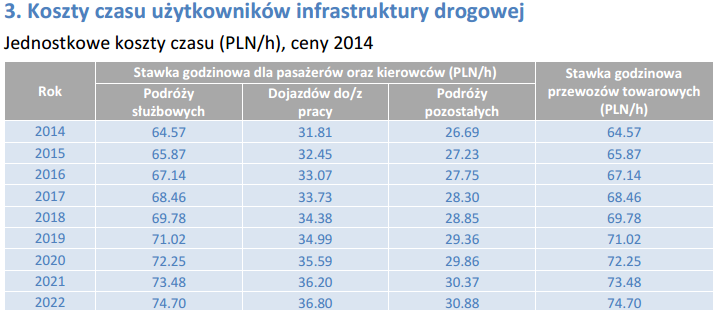 3. Koszty czasu użytkowników infrastruktury drogowej
Jednostkowe koszty czasu (PLN/h), ceny 2014
Rok
Stawka godzinowa dla pasażerów oraz kierowców (PLN/h)
Stawka godzinowa
przewozów towarowych
(PLN/h)
Podróży
służbowych
Dojazdów do/z
pracy
Podróży
pozostałych
2014 64.57 31.81 26.69 64.57
2015 65.87 32.45 27.23 65.87
2016 67.14 33.07 27.75 67.14
2017 68.46 33.73 28.30 68.46
2018 69.78 34.38 28.85 69.78
2019 71.02 34.99 29.36 71.02
2020 72.25 35.59 29.86 72.25
2021 73.48 36.20 30.37 73.48
2022 74.70 36.80 30.88 74.70